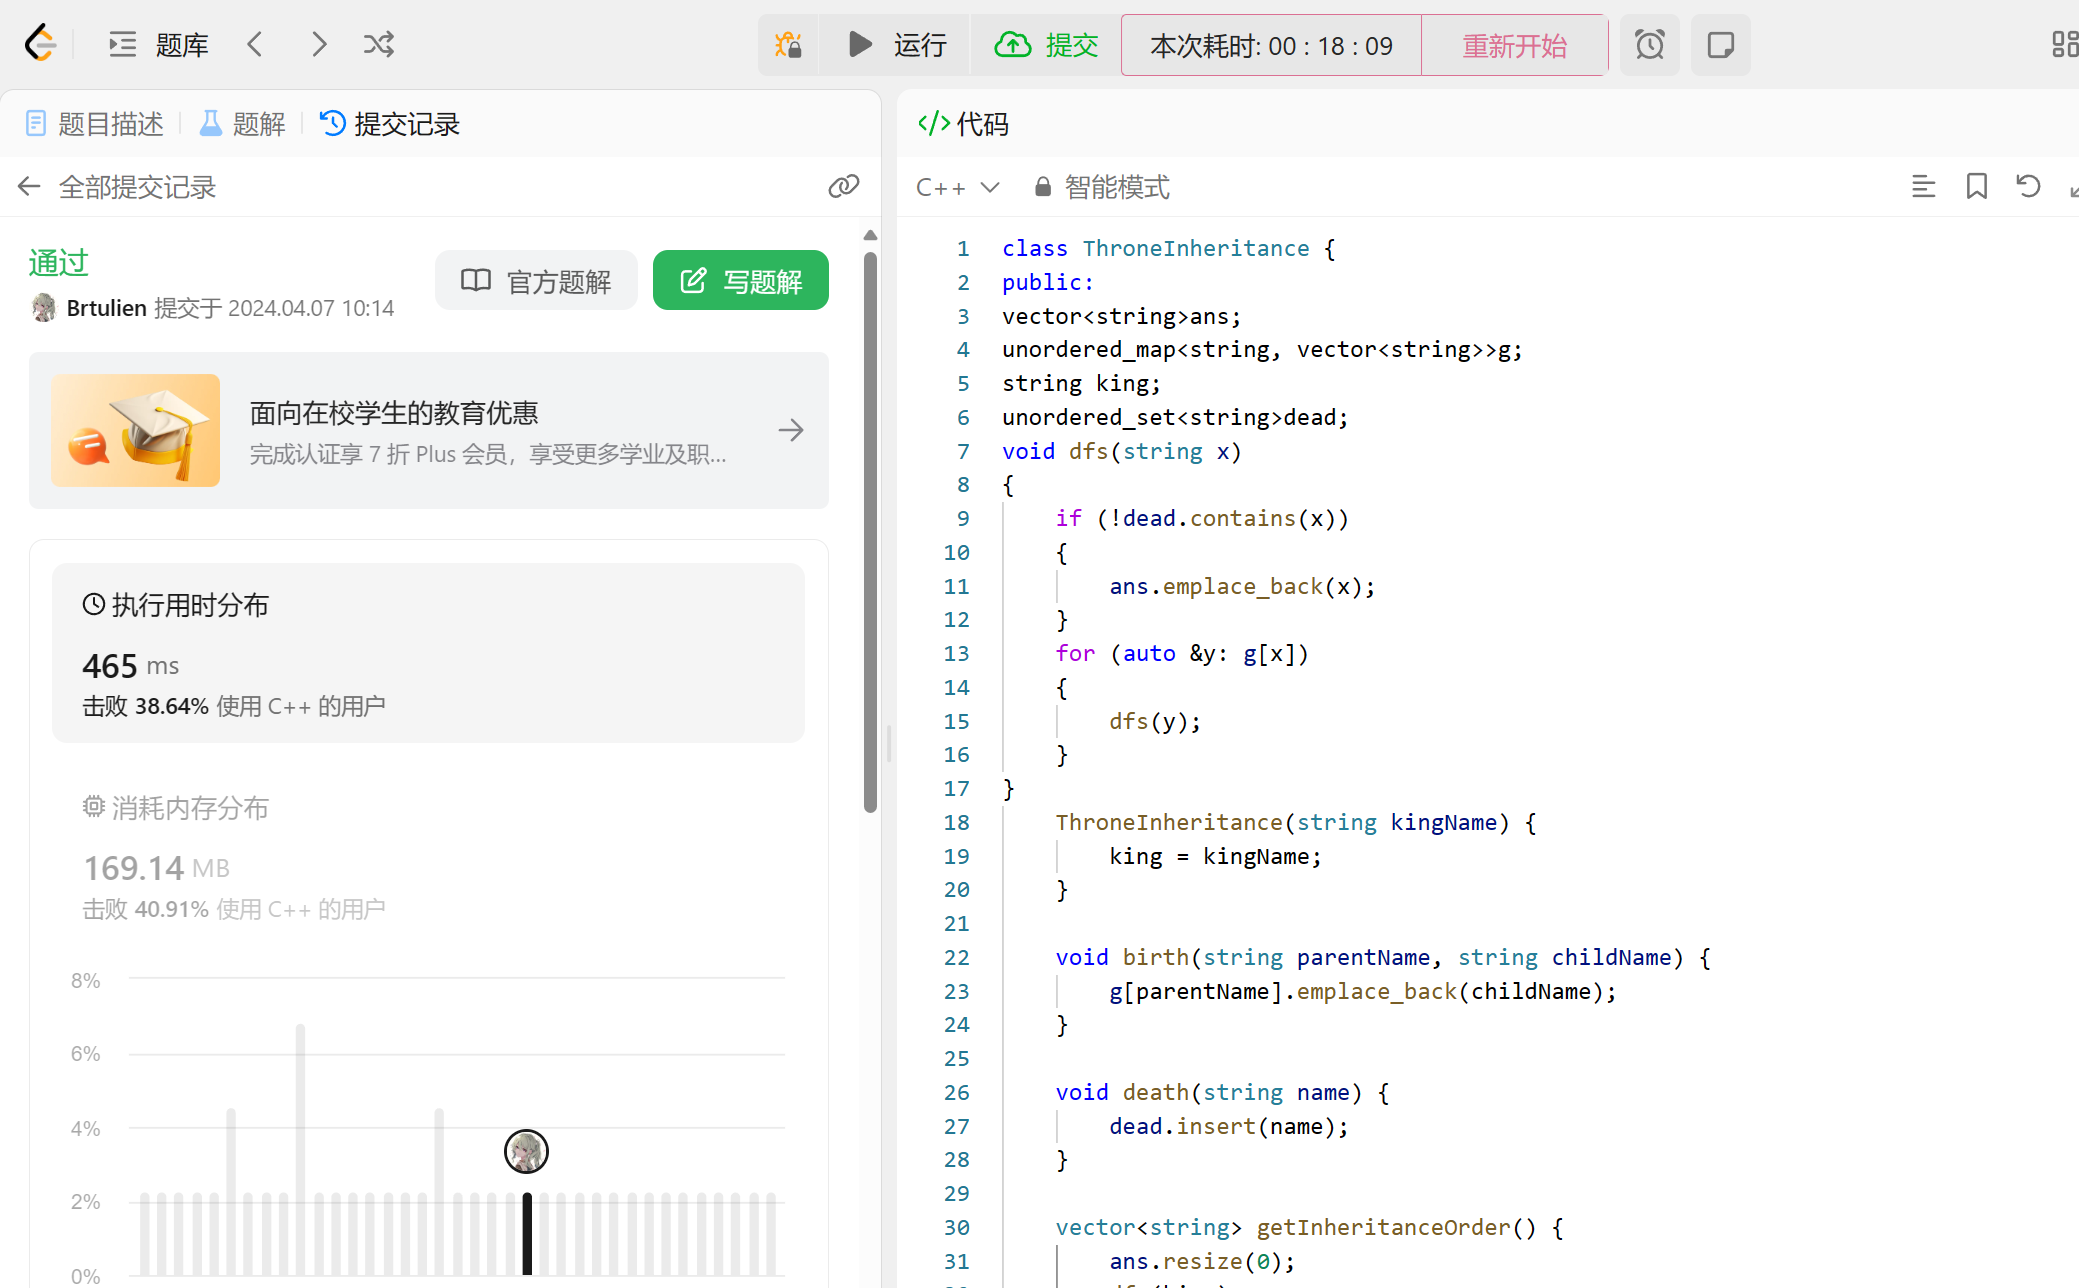 题库
运行
提交
本次耗时: 00 : 18 : 09
重新开始
题目描述
题解
提交记录
全部提交记录
通过
Brtulien 提交于 2024.04.07 10:14
官方题解
写题解
面向在校学生的教育优惠
完成认证享 7 折 Plus 会员，享受更多学业及职...
执行用时分布
465 ms
击败 38.64% 使用 C++ 的用户
消耗内存分布
169.14 MB
击败 40.91% 使用 C++ 的用户
8%
6%
4%
2%
0%
</>代码
C++
智能模式
1 class ThroneInheritance {
2 public:
3 vector<string>ans;
4 unordered_map<string, vector<string>>g;
5 string king;
6 unordered_set<string>dead;
7 void dfs(string x)
8 {
9     if (!dead.contains(x))
10     {
11         ans.emplace_back(x);
12     }
13     for (auto &y: g[x])
14     {
15         dfs(y);
16     }
17 }
18     ThroneInheritance(string kingName) {
19         king = kingName;
20     }
21
22     void birth(string parentName, string childName) {
23         g[parentName].emplace_back(childName);
24     }
25
26     void death(string name) {
27         dead.insert(name);
28     }
29
30     vector<string> getInheritanceOrder() {
31         ans.resize(0);